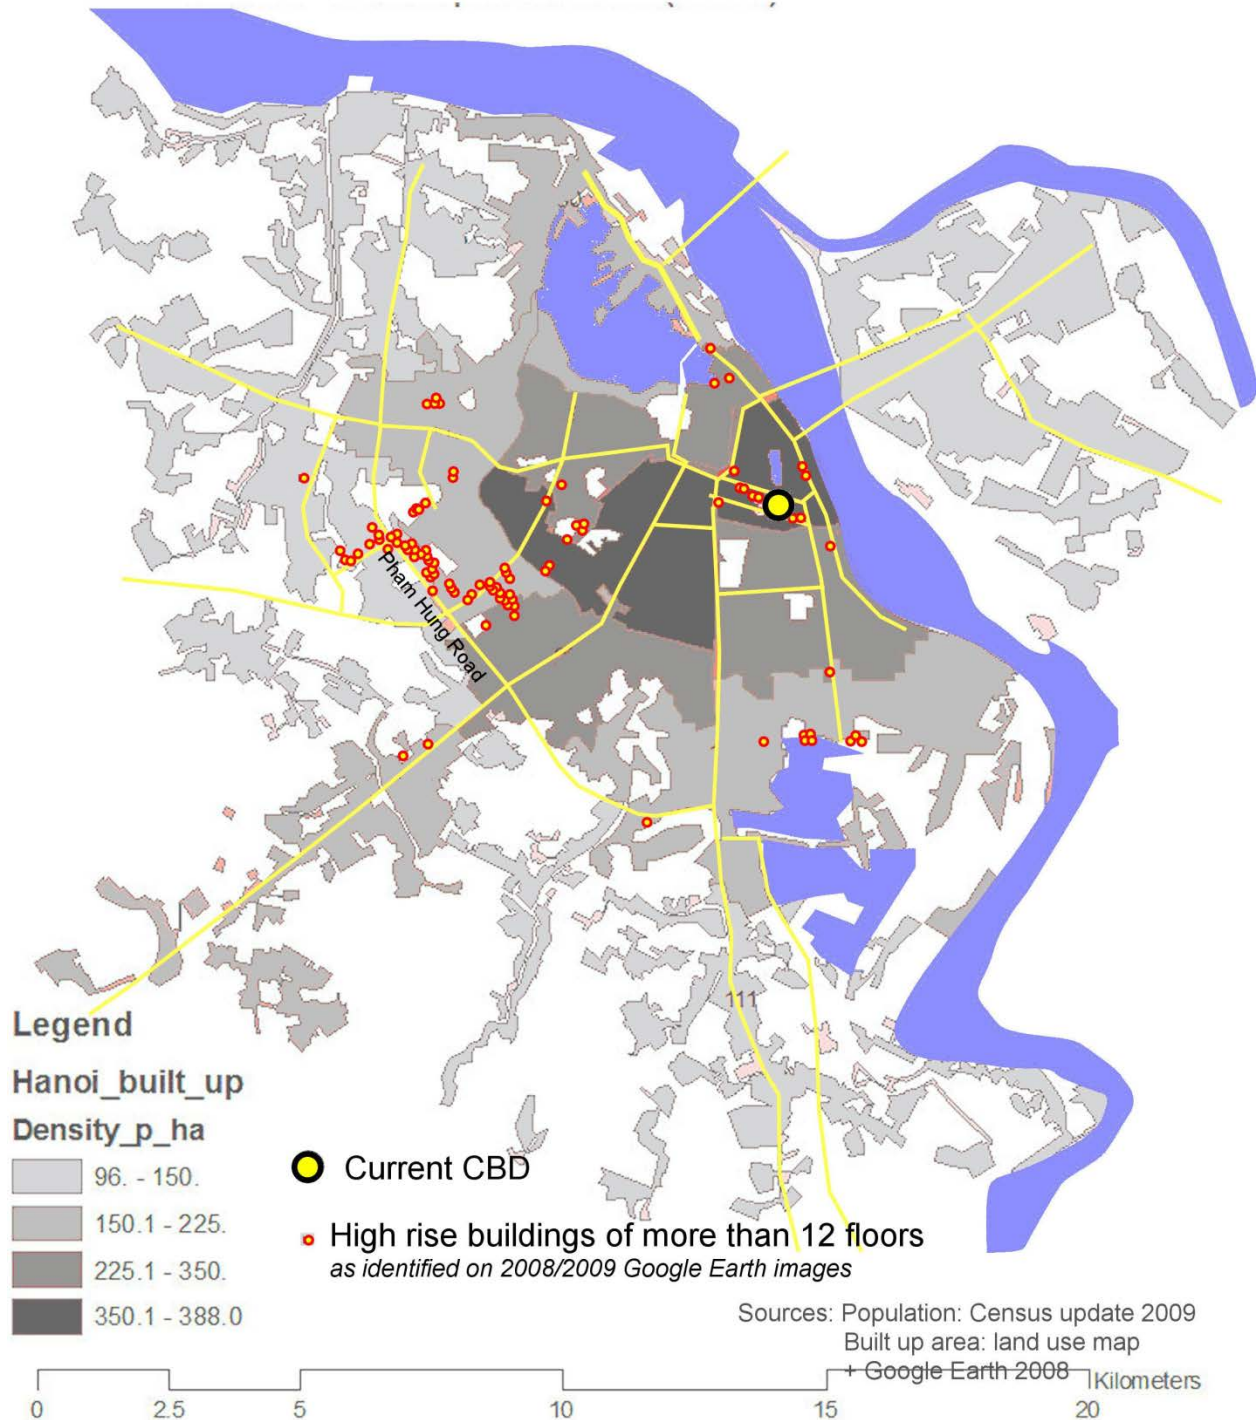 Pham Hung Road
111
Legend
Hanoi_built_up
Density_p_ha
96. - 150.
150.1 - 225.
225.1 - 350.
350.1 - 388.0
Current CBD
High rise buildings of more than 12 floors
as identified on 2008/2009 Google Earth images
Sources: Population: Census update 2009
Built up area: land use map
+ Google Earth 2008
Kilometers
0 2.5 5 10 15 20